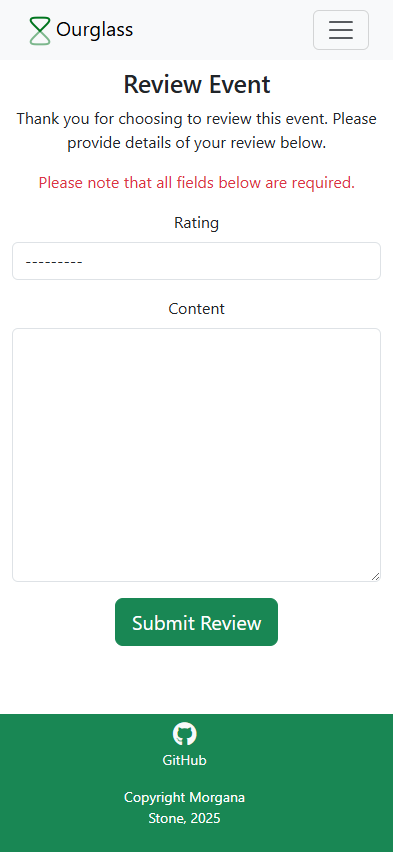 Ourglass
Review Event
Thank you for choosing to review this event. Please
provide details of your review below.
Please note that all fields below are required.
Rating
---------
Content
Submit Review
GitHub
Copyright Morgana
Stone, 2025